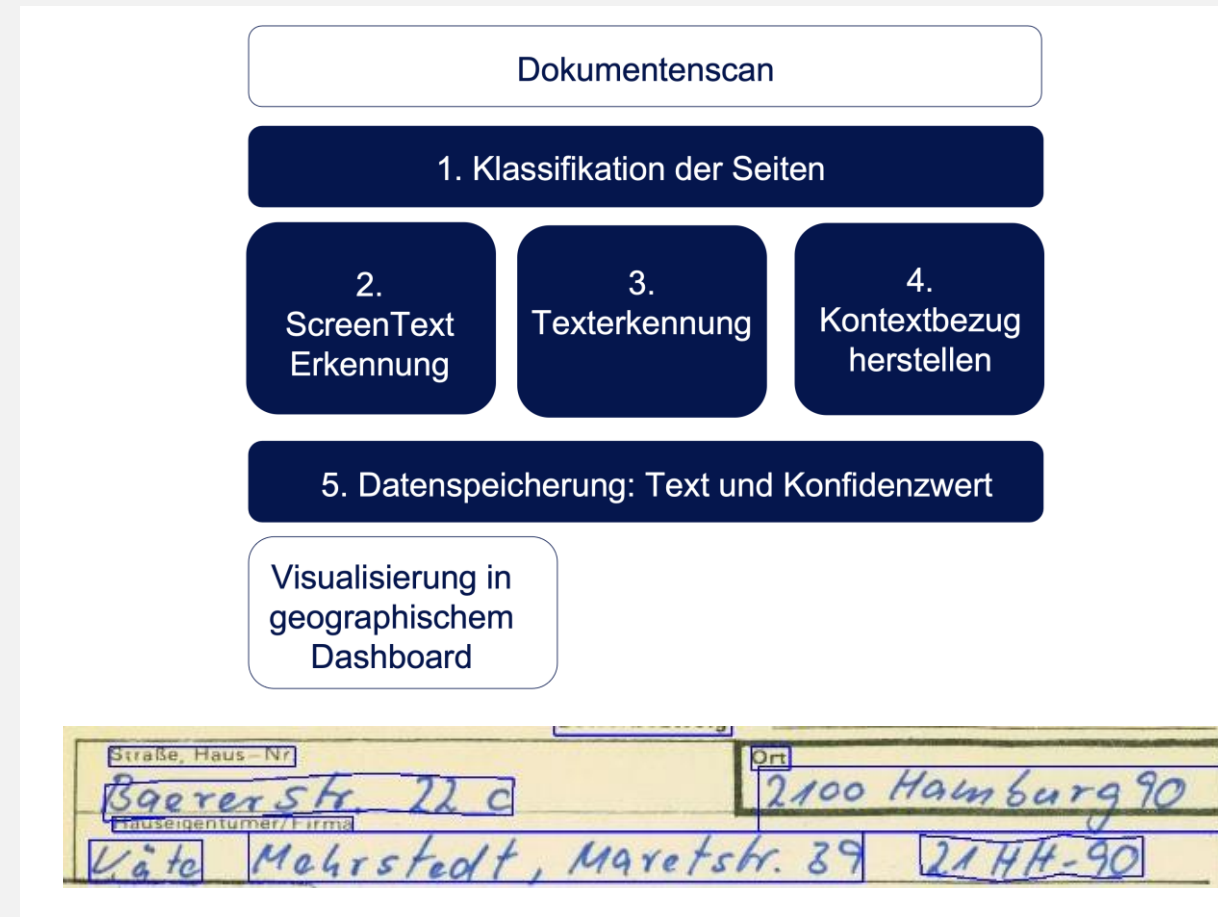 Dokumentenscan
1. Klassifikation der Seiten
2.
ScreenText
Erkennung
3.
Texterkennung
4.
Kontextbezug
herstellen
5. Datenspeicherung: Text und Konfidenzwert
Visualisierung in
geographischem
Dashboard
Straße, Haus-Nr.
Ort
Baererstr. 22 c
2100 Hamburg 90
Hauseigentümer/Firma
Käte Mehrstedt, Maretstr. 39 21 HH-90